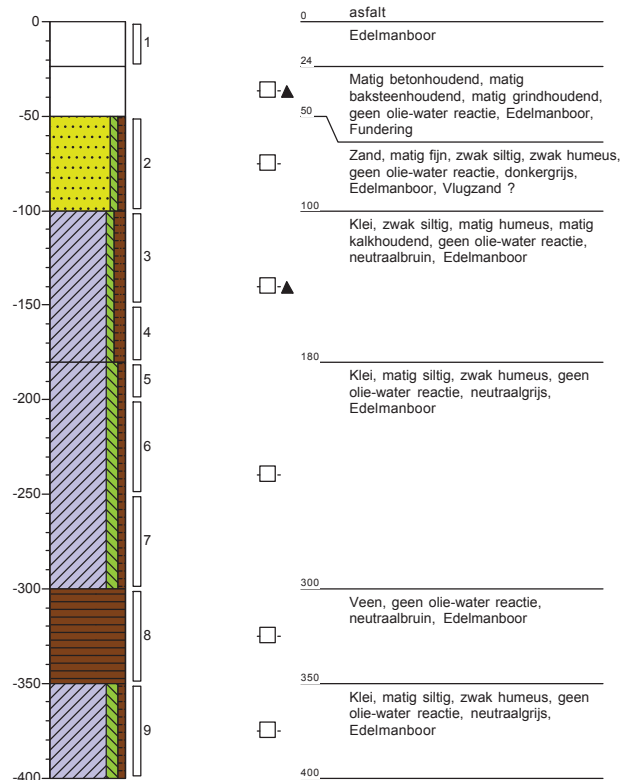 0
-50
-100
-150
-200
-250
-300
-350
-400
1
2
3
4
5
6
7
8
9
0 asfalt
Edelmanboor
24
Matig betonhoudend, matig
baksteenhoudend, matig grindhoudend,
geen olie-water reactie, Edelmanboor,
Fundering
50
Zand, matig fijn, zwak siltig, zwak humeus,
geen olie-water reactie, donkergrijs,
Edelmanboor, Vlugzand ?
100
Klei, zwak siltig, matig humeus, matig
kalkhoudend, geen olie-water reactie,
neutraalbruin, Edelmanboor
180
Klei, matig siltig, zwak humeus, geen
olie-water reactie, neutraalgrijs,
Edelmanboor
300
Veen, geen olie-water reactie,
neutraalbruin, Edelmanboor
350
Klei, matig siltig, zwak humeus, geen
olie-water reactie, neutraalgrijs,
Edelmanboor
400